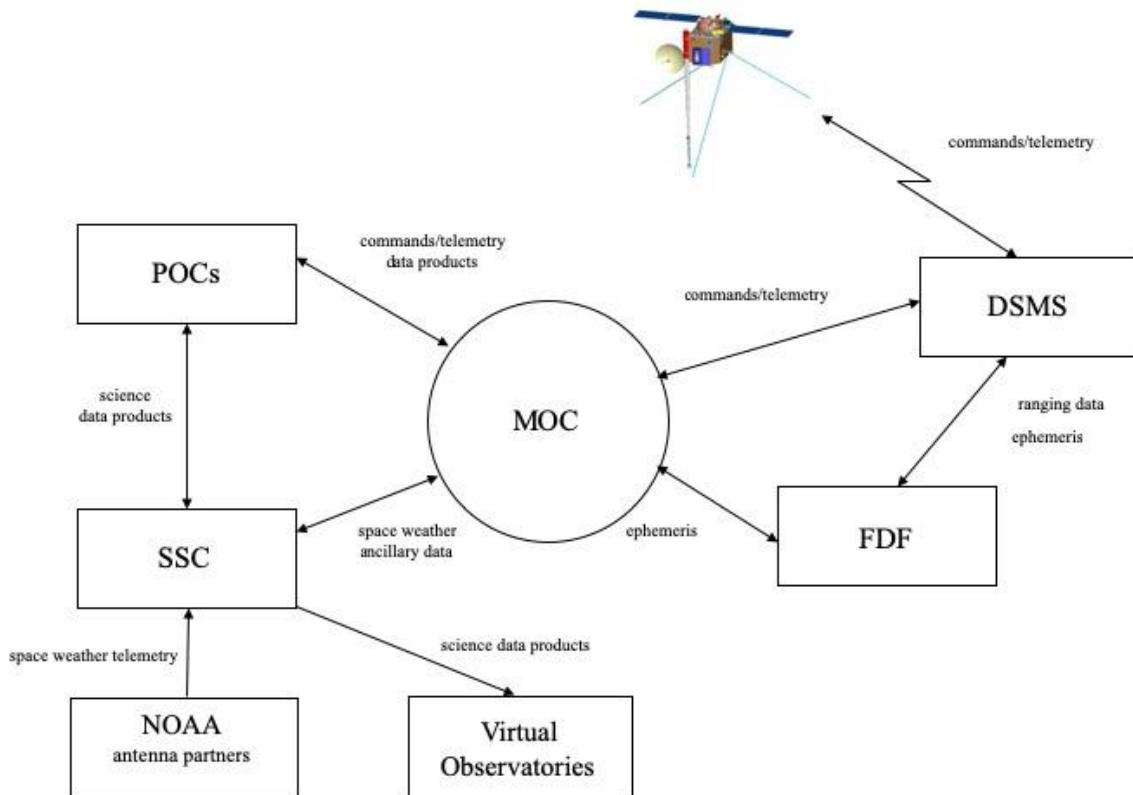 commands/telemetry
POCs
commands/telemetry
data products
commands/telemetry
DSMS
science
data products
MOC
ranging data
ephemeris
SSC
space weather
ancillary data
ephemeris
FDF
space weather telemetry
science data products
NOAA
antenna partners
Virtual
Observatories